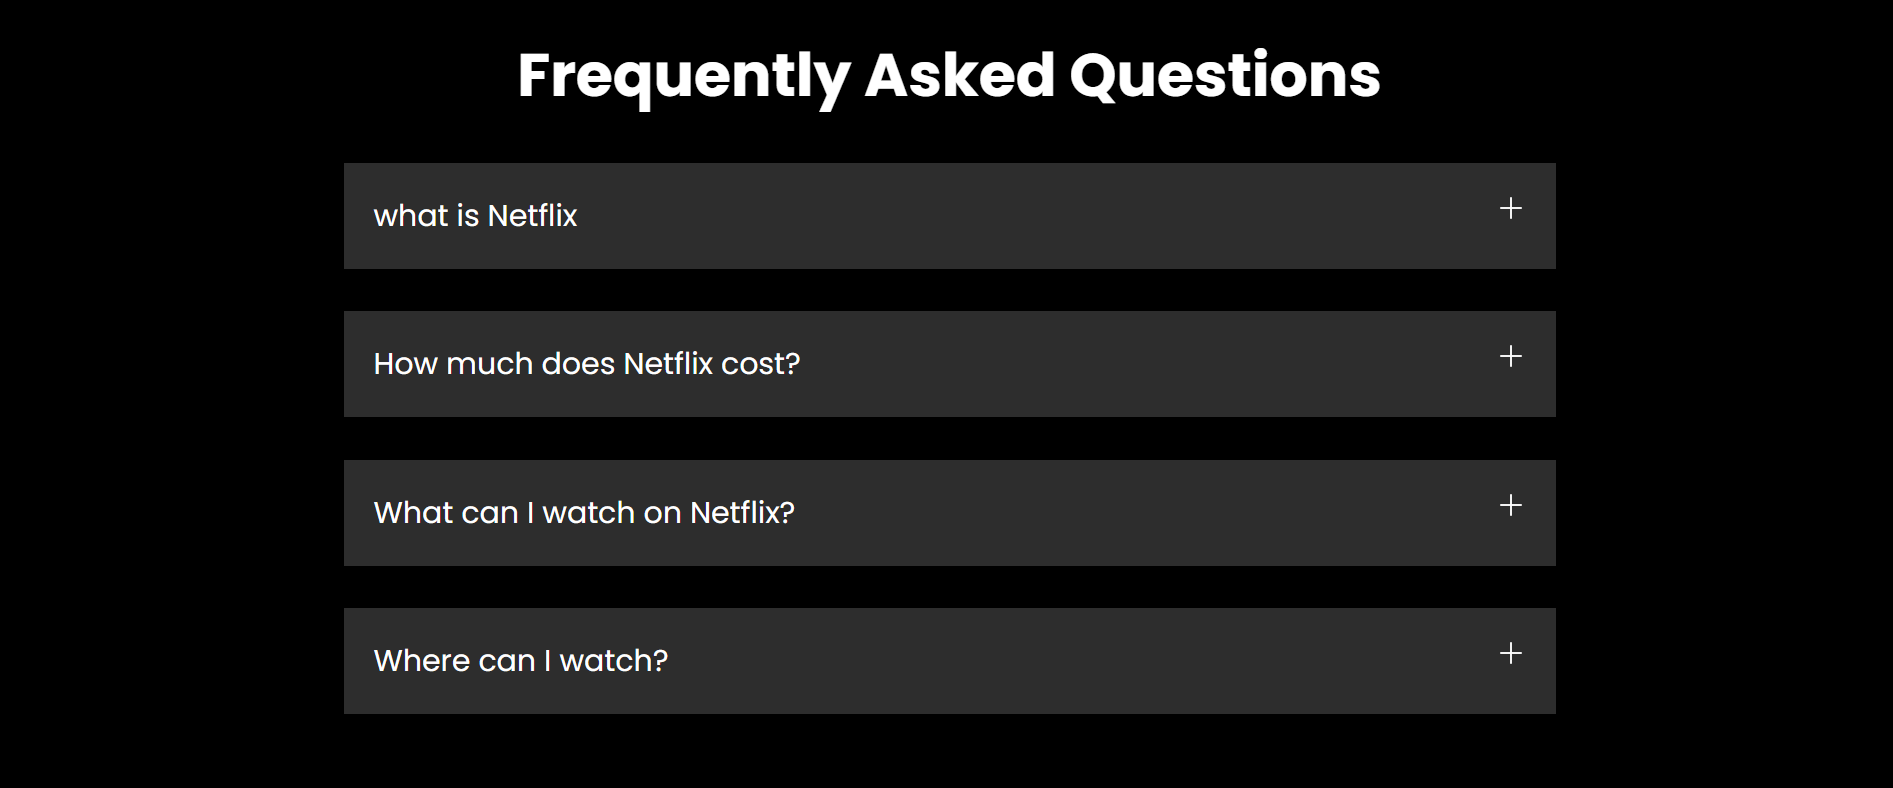 Frequently Asked Questions
what is Netflix
How much does Netflix cost?
What can I watch on Netflix?
Where can I watch?